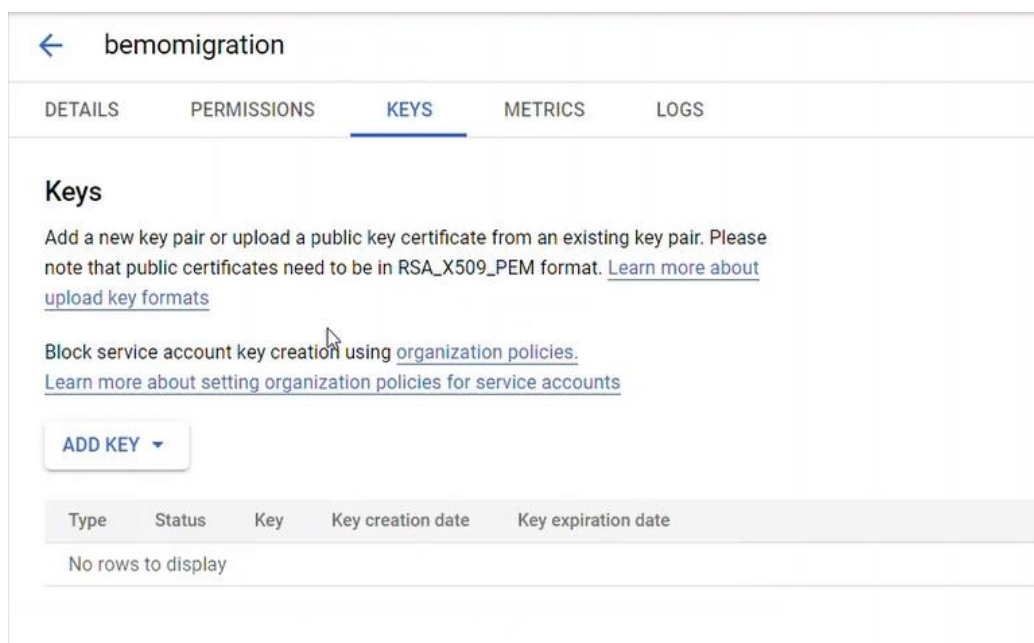 bemomigration
DETAILS PERMISSIONS KEYS METRICS LOGS
Keys
Add a new key pair or upload a public key certificate from an existing key pair. Please
note that public certificates need to be in RSA_X509_PEM format. Learn more about
upload key formats
Block service account key creation using organization policies.
Learn more about setting organization policies for service accounts
ADD KEY
Type Status Key Key creation date Key expiration date
No rows to display